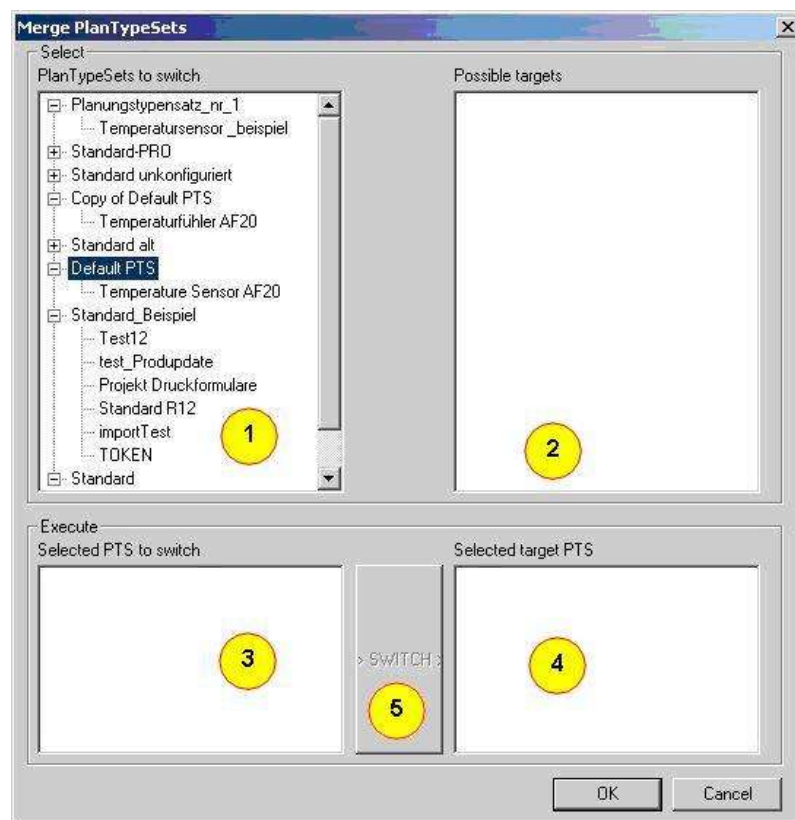 Merge PlanTypeSets
Select
PlanTypeSets to switch
Possible targets
Planungstypensatz_nr_1
Temperatursensor_beispiel
Standard-PRO
Standard unkonfiguriert
Copy of Default PTS
Temperaturfühler AF20
Standard alt
Default PTS
Temperature Sensor AF20
Standard_Beispiel
Test12
test_Produpdate
Projekt Druckformulare
Standard R12
importTest
TOKEN
Standard
1
2
Execute
Selected PTS to switch
Selected target PTS
3
> SWITCH >
4
5
OK
Cancel